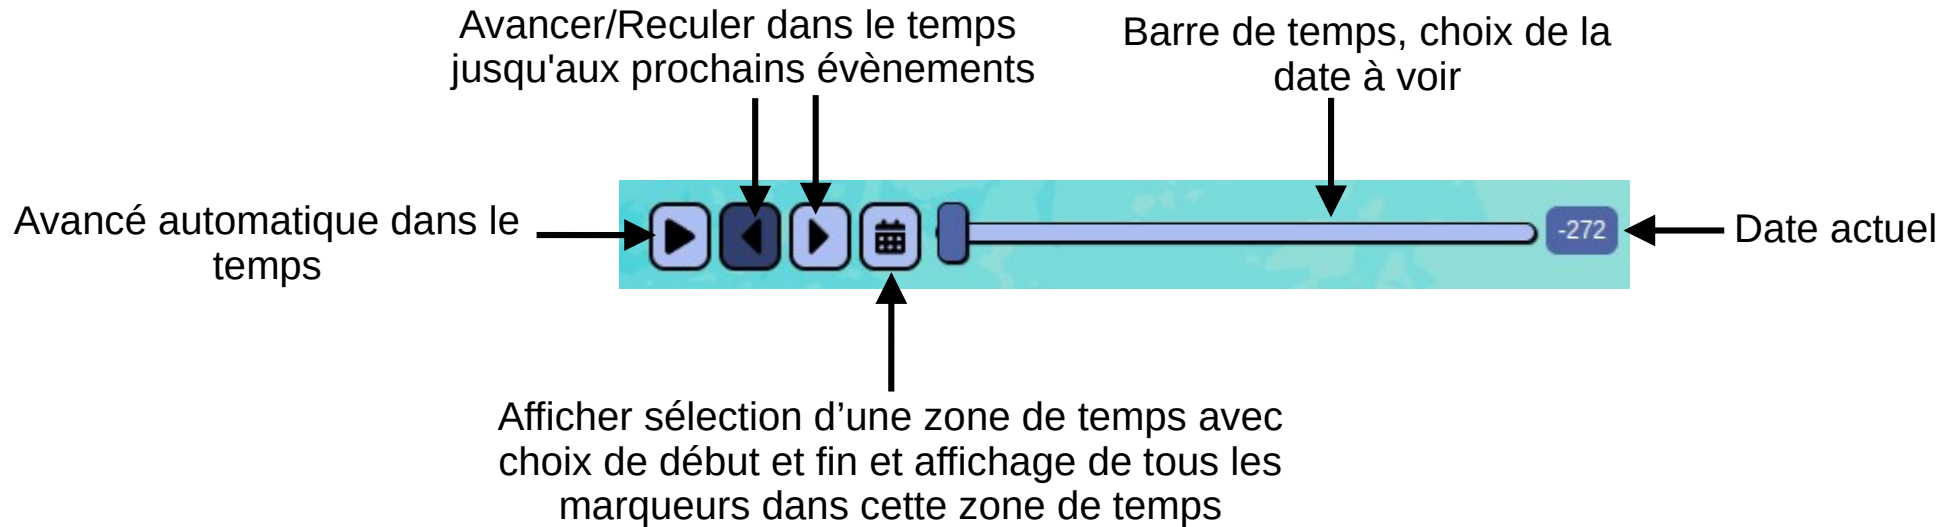 Avancer/Reculer dans le temps
jusqu'aux prochains évènements
Barre de temps, choix de la
date à voir
Avancé automatique dans le
temps
-272
Date actuel
Afficher sélection d’une zone de temps avec
choix de début et fin et affichage de tous les
marqueurs dans cette zone de temps